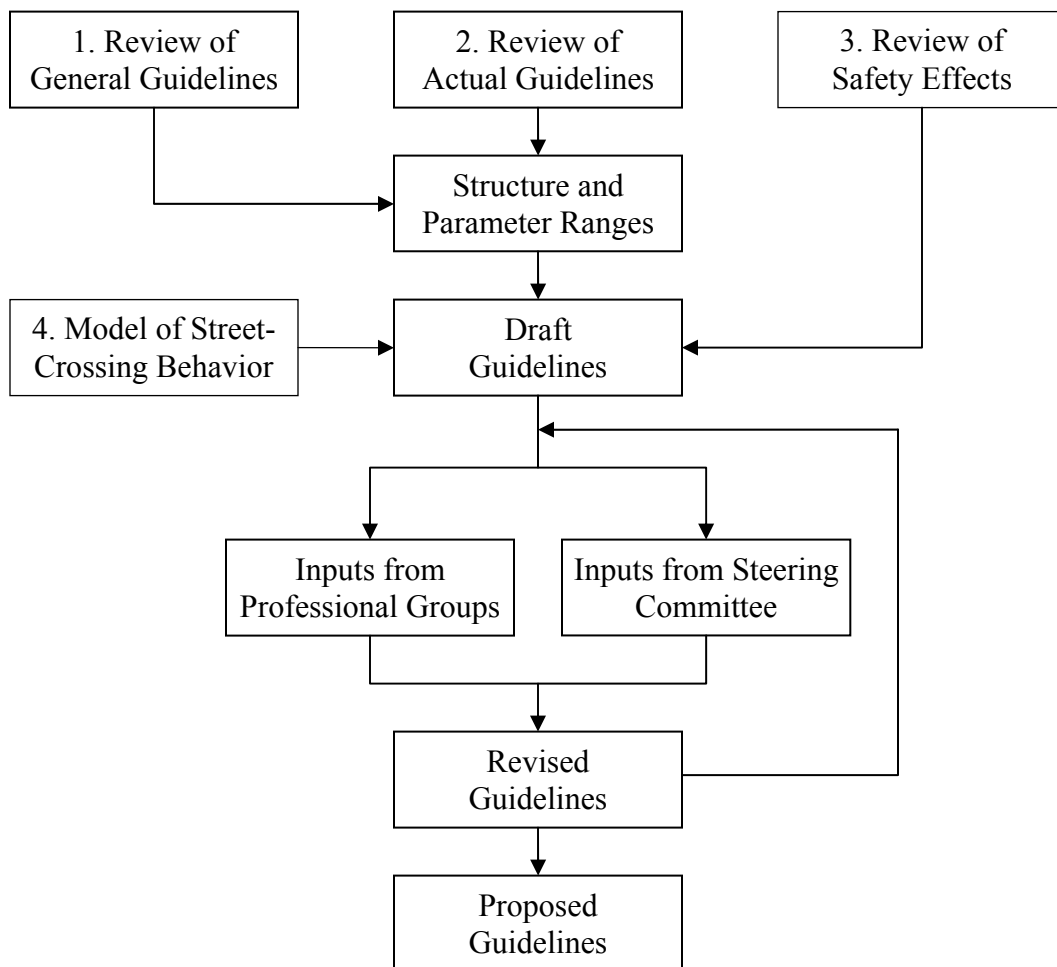 1. Review of
General Guidelines
2. Review of
Actual Guidelines
3. Review of
Safety Effects
Structure and
Parameter Ranges
4. Model of Street-
Crossing Behavior
Draft
Guidelines
Inputs from
Professional Groups
Inputs from Steering
Committee
Revised
Guidelines
Proposed
Guidelines